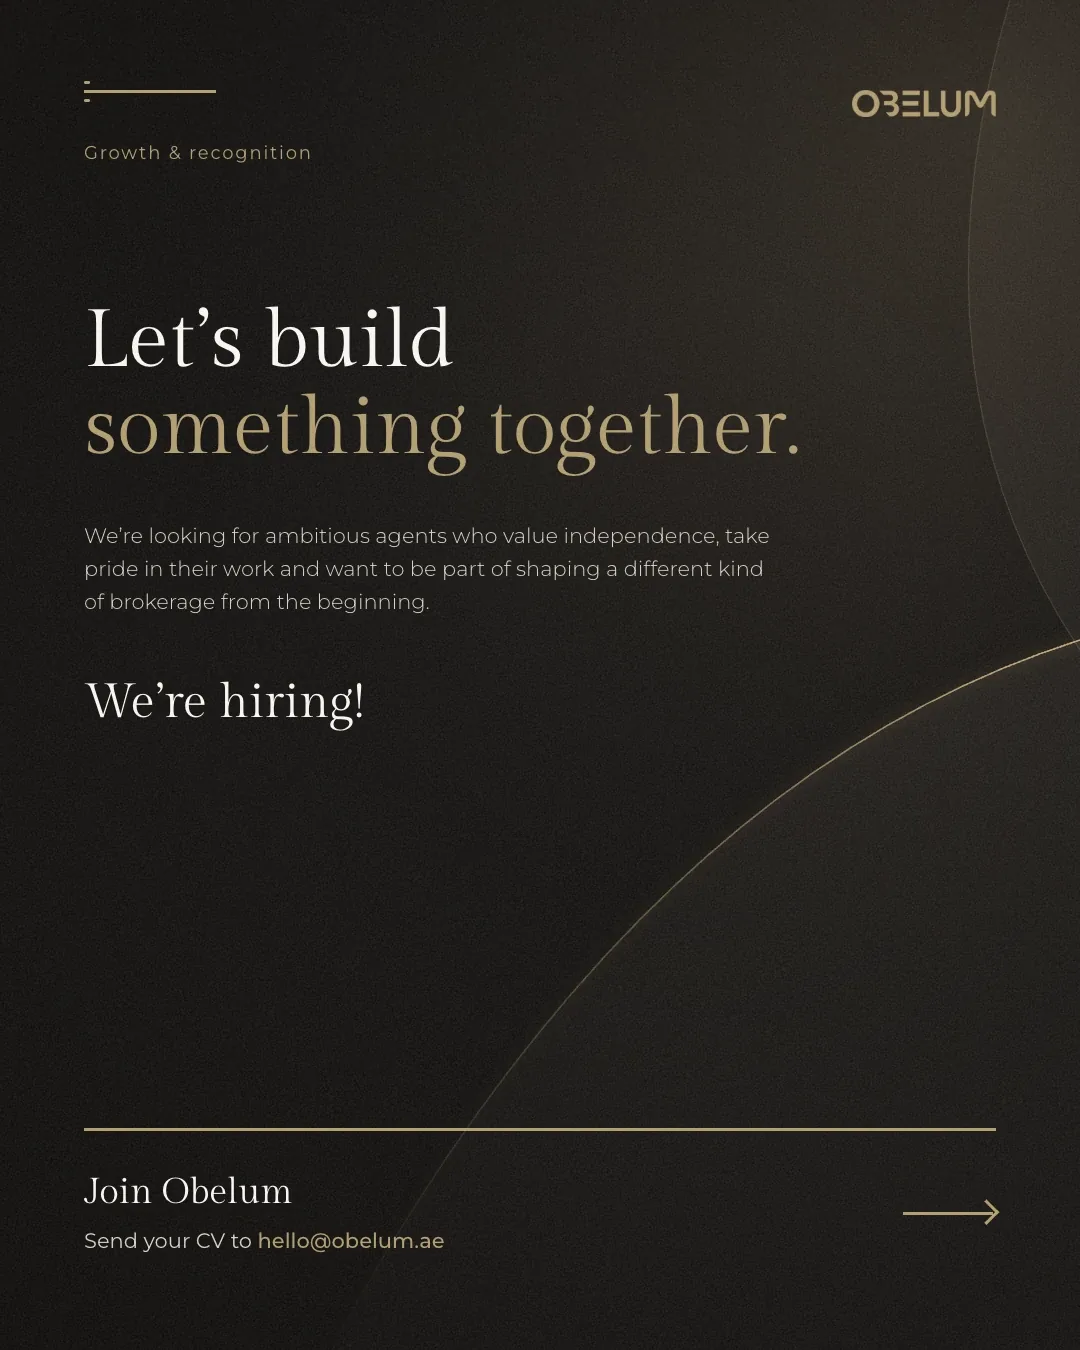 Growth & recognition
OBELUM
Let’s build
something together.
We’re looking for ambitious agents who value independence, take
pride in their work and want to be part of shaping a different kind
of brokerage from the beginning.
We’re hiring!
Join Obelum
Send your CV to hello@obelum.ae